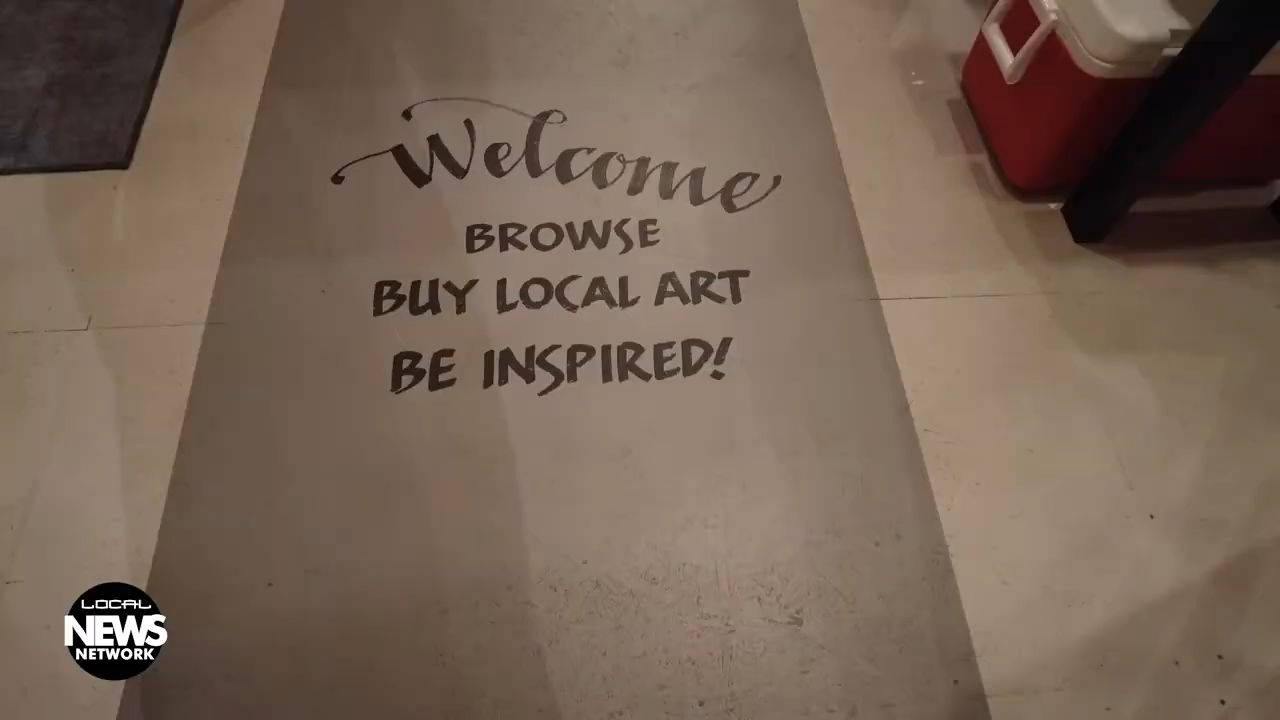 Welcome
BROWSE
BUY LOCAL ART
BE INSPIRED!
LOCAL
NEWS
NETWORK